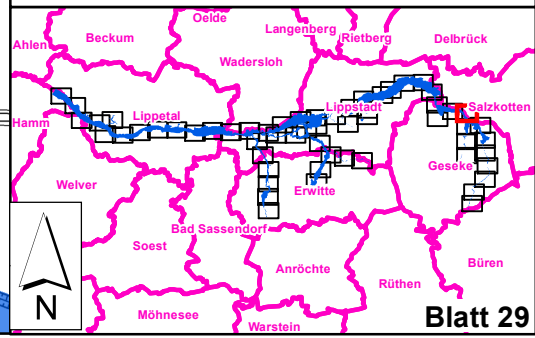 Oelde
Langenberg
Ahlen
Beckum
Rietberg
Delbrück
Wadersloh
Lippetal
Lippstadt
Salzkotten
Hamm
Geseke
Welver
Erwitte
Bad Sassendorf
Soest
Anröchte
Büren
Rüthen
N
Möhnesee
Warstein
Blatt 29